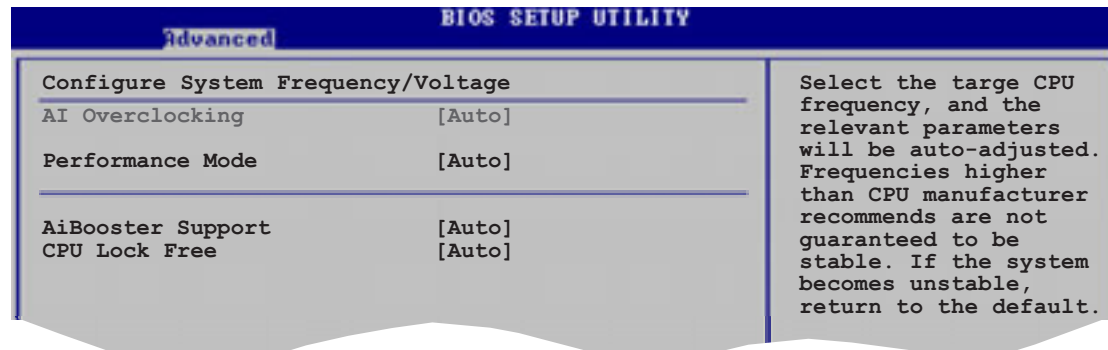 BIOS SETUP UTILITY
Advanced
Configure System Frequency/Voltage
AI Overclocking [Auto]
Performance Mode [Auto]
AiBooster Support [Auto]
CPU Lock Free [Auto]
Select the targe CPU
frequency, and the
relevant parameters
will be auto-adjusted.
Frequencies higher
than CPU manufacturer
recommends are not
guaranteed to be
stable. If the system
becomes unstable,
return to the default.